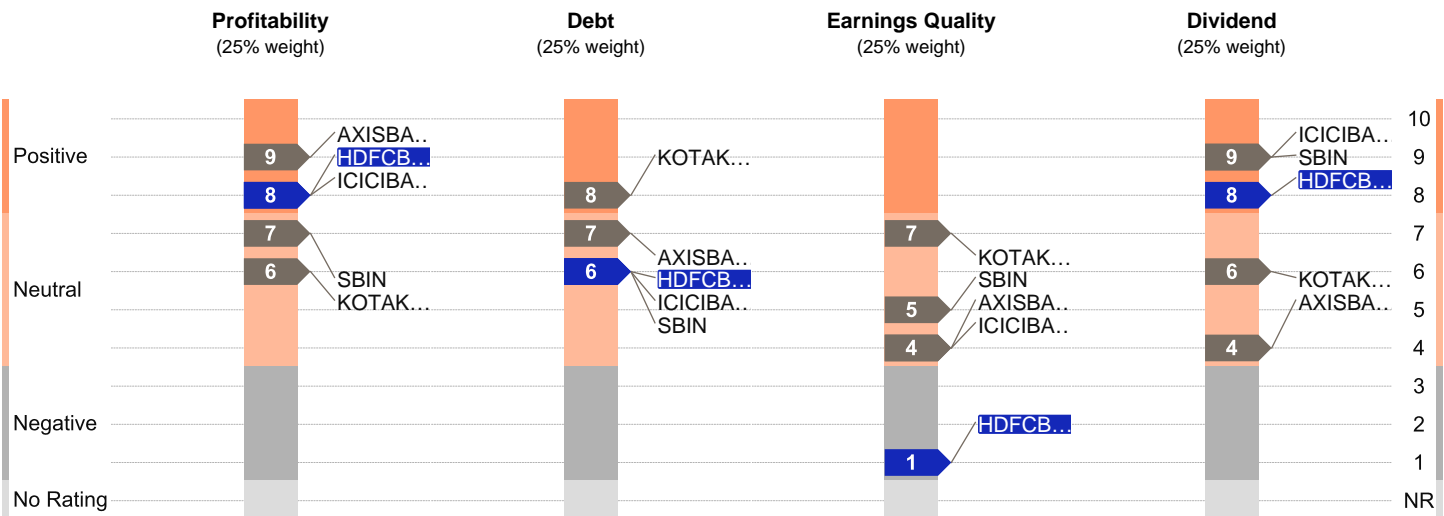 Profitability
(25% weight)
Debt
(25% weight)
Earnings Quality
(25% weight)
Dividend
(25% weight)
Positive
Neutral
Negative
No Rating
9
8
7
6
AXISBA..
HDFCB...
ICICIBA..
SBIN
KOTAK...
8
7
6
KOTAK...
AXISBA..
HDFCB...
ICICIBA..
SBIN
7
5
4
1
KOTAK...
SBIN
AXISBA..
ICICIBA..
HDFCB...
9
8
6
4
ICICIBA..
SBIN
HDFCB...
KOTAK...
AXISBA..
10
9
8
7
6
5
4
3
2
1
NR